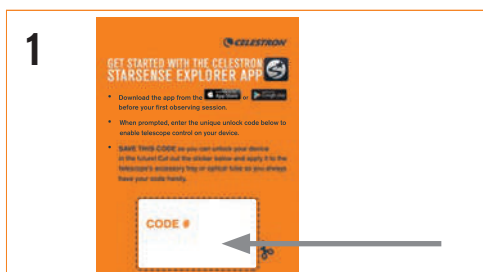 1
CELESTRON
GET STARTED WITH THE CELESTRON
STARSENSE EXPLORER APP
• Download the app from the App Store or Google Play
before your first observing session.
• When prompted, enter the unique unlock code below to
enable telescope control on your device.
• SAVE THIS CODE so you can unlock your device
in the future! Cut out the sticker below and apply it to the
telescope's accessory tray or optical tube so you always
have your code handy.
CODE #